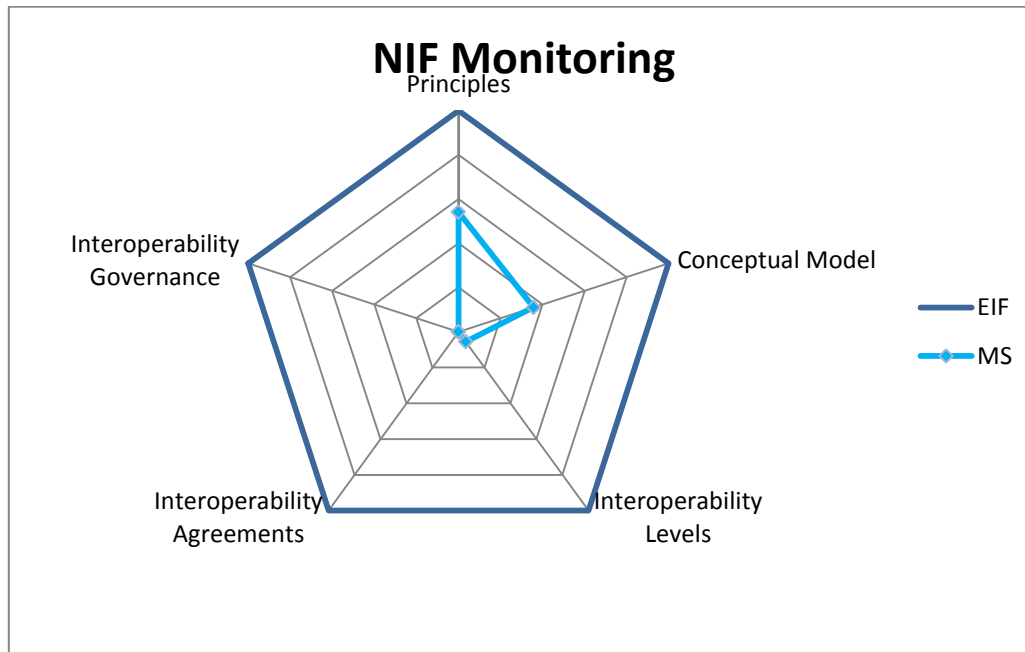 NIF Monitoring
Principles
Interoperability
Governance
Conceptual Model
EIF
MS
Interoperability
Agreements
Interoperability
Levels